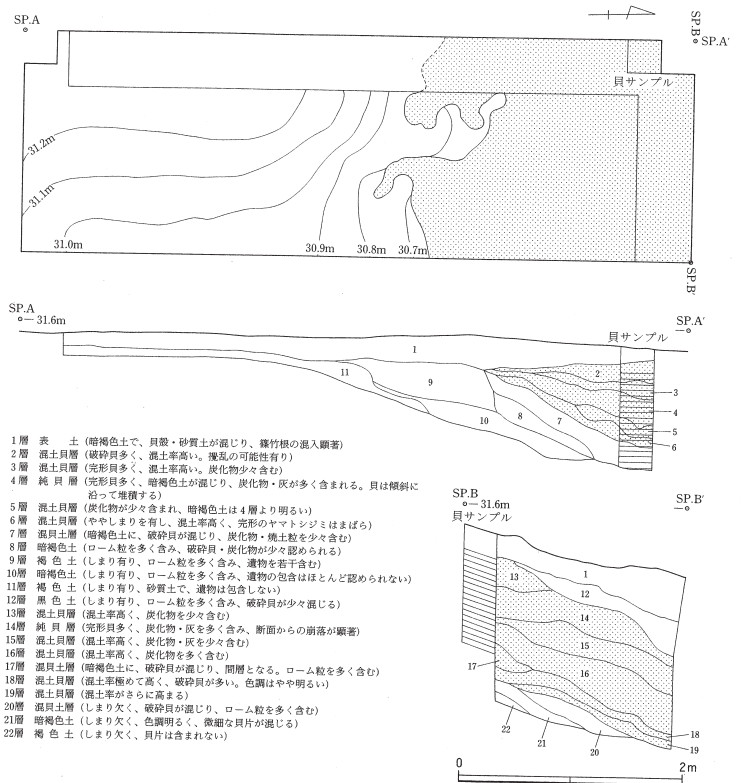 SP.A
SP.B
SP.A′
貝サンプル
31.2m
31.1m
31.0m
30.9m
30.8m
30.7m
SP.B′
SP.A
31.6m
貝サンプル
SP.A′
1
2
3
4
5
6
7
8
9
10
11
1層 表 土 (暗褐色土で、貝殻・砂質土が混じり、篠竹根の混入顕著)
2層 混土貝層 (破砕貝多く、混土率高い。攪乱の可能性有り)
3層 混土貝層 (完形貝多く、混土率高い。炭化物少々含む)
4層 純貝層 (完形貝多く、暗褐色土が混じり、炭化物・灰が多く含まれる。貝は傾斜に
沿って堆積する)
5層 混土貝層 (炭化物が少々含まれ、暗褐色土は4層より明るい)
6層 混土貝層 (ややしまりを有し、混土率高く、完形のヤマトシジミはまばら)
7層 混貝土層 (暗褐色土に、破砕貝が混じり、炭化物・焼土粒を少々含む)
8層 暗褐色土 (ローム粒を多く含み、破砕貝・炭化物が少々認められる)
9層 褐色土 (しまり有り、ローム粒を多く含み、遺物を若干含む)
10層 暗褐色土 (しまり有り、ローム粒を多く含み、遺物の包含はほとんど認められない)
11層 褐色土 (しまり有り、砂質土で、遺物は包含しない)
12層 黒色土 (しまり有り、ローム粒を多く含み、破砕貝が少々混じる)
13層 混土貝層 (混土率高く、炭化物を少々含む)
14層 純貝層 (完形貝多く、炭化物・灰を多く含み、断面からの崩落が顕著)
15層 混土貝層 (混土率高く、炭化物・灰を少々含む)
16層 混土貝層 (混土率高く、炭化物を多く含む)
17層 混貝土層 (暗褐色土に、破砕貝が混じり、間層となる。ローム粒を多く含む)
18層 混土貝層 (混土率極めて高く、破砕貝が多い。色調はやや明るい)
19層 混土貝層 (混土率がさらに高まる)
20層 混貝土層 (しまり欠く、破砕貝が混じり、ローム粒を多く含む)
21層 暗褐色土 (しまり欠く、色調明るく、微細な貝片が混じる)
22層 褐色土 (しまり欠く、貝片は含まれない)
SP.B
31.6m
貝サンプル
SP.B′
1
12
13
14
15
16
17
18
19
20
21
22
0
2m